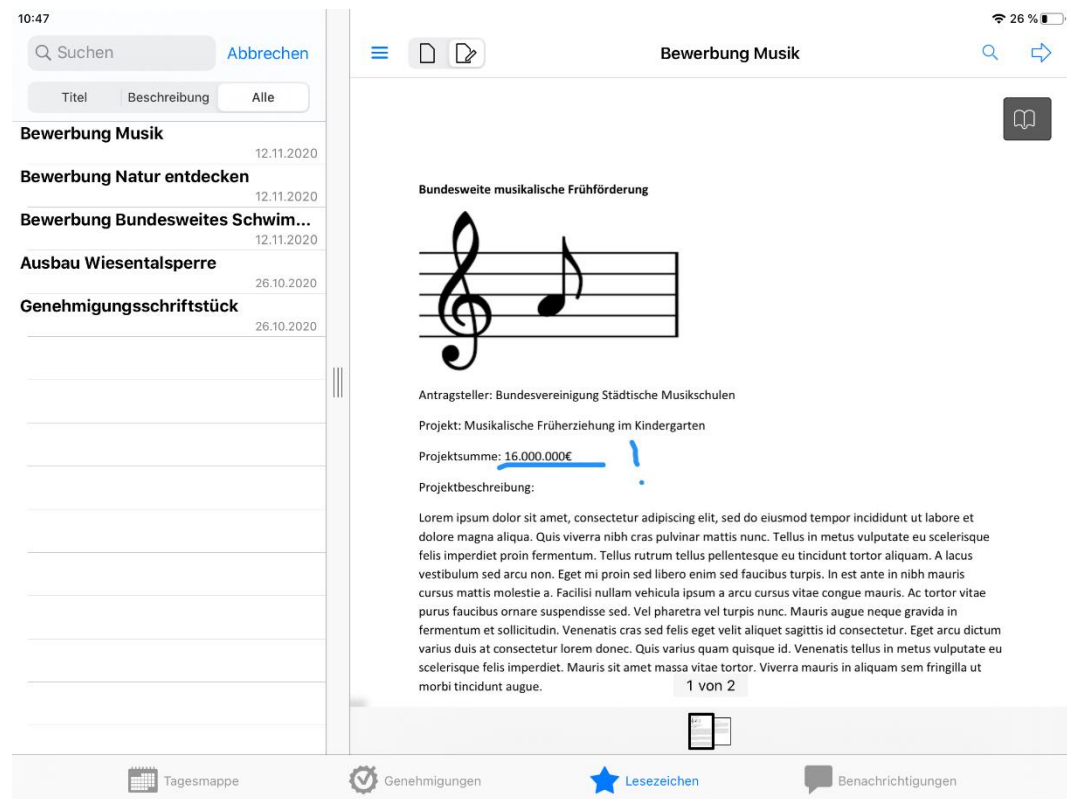 10:47
26 %
Suchen
Abbrechen
Titel
Beschreibung
Alle
Bewerbung Musik
12.11.2020
Bewerbung Natur entdecken
12.11.2020
Bewerbung Bundesweites Schwim...
12.11.2020
Ausbau Wiesentalsperre
26.10.2020
Genehmigungsschriftstück
26.10.2020
Bewerbung Musik
Bundesweite musikalische Frühförderung
Antragsteller: Bundesvereinigung Städtische Musikschulen
Projekt: Musikalische Früherziehung im Kindergarten
Projektsumme: 16.000.000€ !
Projektbeschreibung:
Lorem ipsum dolor sit amet, consectetur adipiscing elit, sed do eiusmod tempor incididunt ut labore et
dolore magna aliqua. Quis viverra nibh cras pulvinar mattis nunc. Tellus in metus vulputate eu scelerisque
felis imperdiet proin fermentum. Tellus rutrum tellus pellentesque eu tincidunt tortor aliquam. A lacus
vestibulum sed arcu non. Eget mi proin sed libero enim sed faucibus turpis. In est ante in nibh mauris
cursus mattis molestie a. Facilisi nullam vehicula ipsum a arcu cursus vitae congue mauris. Ac tortor vitae
purus faucibus ornare suspendisse sed. Vel pharetra vel turpis nunc. Mauris augue neque gravida in
fermentum et sollicitudin. Venenatis cras sed felis eget velit aliquet sagittis id consectetur. Eget arcu dictum
varius duis at consectetur lorem donec. Quis varius quam quisque id. Venenatis tellus in metus vulputate eu
scelerisque felis imperdiet. Mauris sit amet massa vitae tortor. Viverra mauris in aliquam sem fringilla ut
morbi tincidunt augue.
1 von 2
Tagesmappe
Genehmigungen
Lesezeichen
Benachrichtigungen